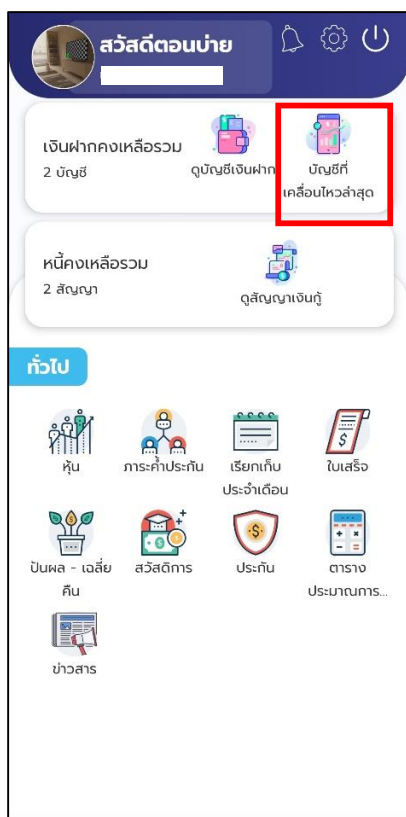 สวัสดีตอนบ่าย
เงินฝากคงเหลือรวม
2 บัญชี
ดูบัญชีเงินฝาก
บัญชีที่
เคลื่อนไหวล่าสุด
หนี้คงเหลือรวม
2 สัญญา
ดูสัญญาเงินกู้
ทั่วไป
หุ้น
ภาระค้ำประกัน
เรียกเก็บ
ประจำเดือน
ใบเสร็จ
ปันผล - เฉลี่ย
คืน
สวัสดิการ
ประกัน
ตาราง
ประมาณการ...
ข่าวสาร